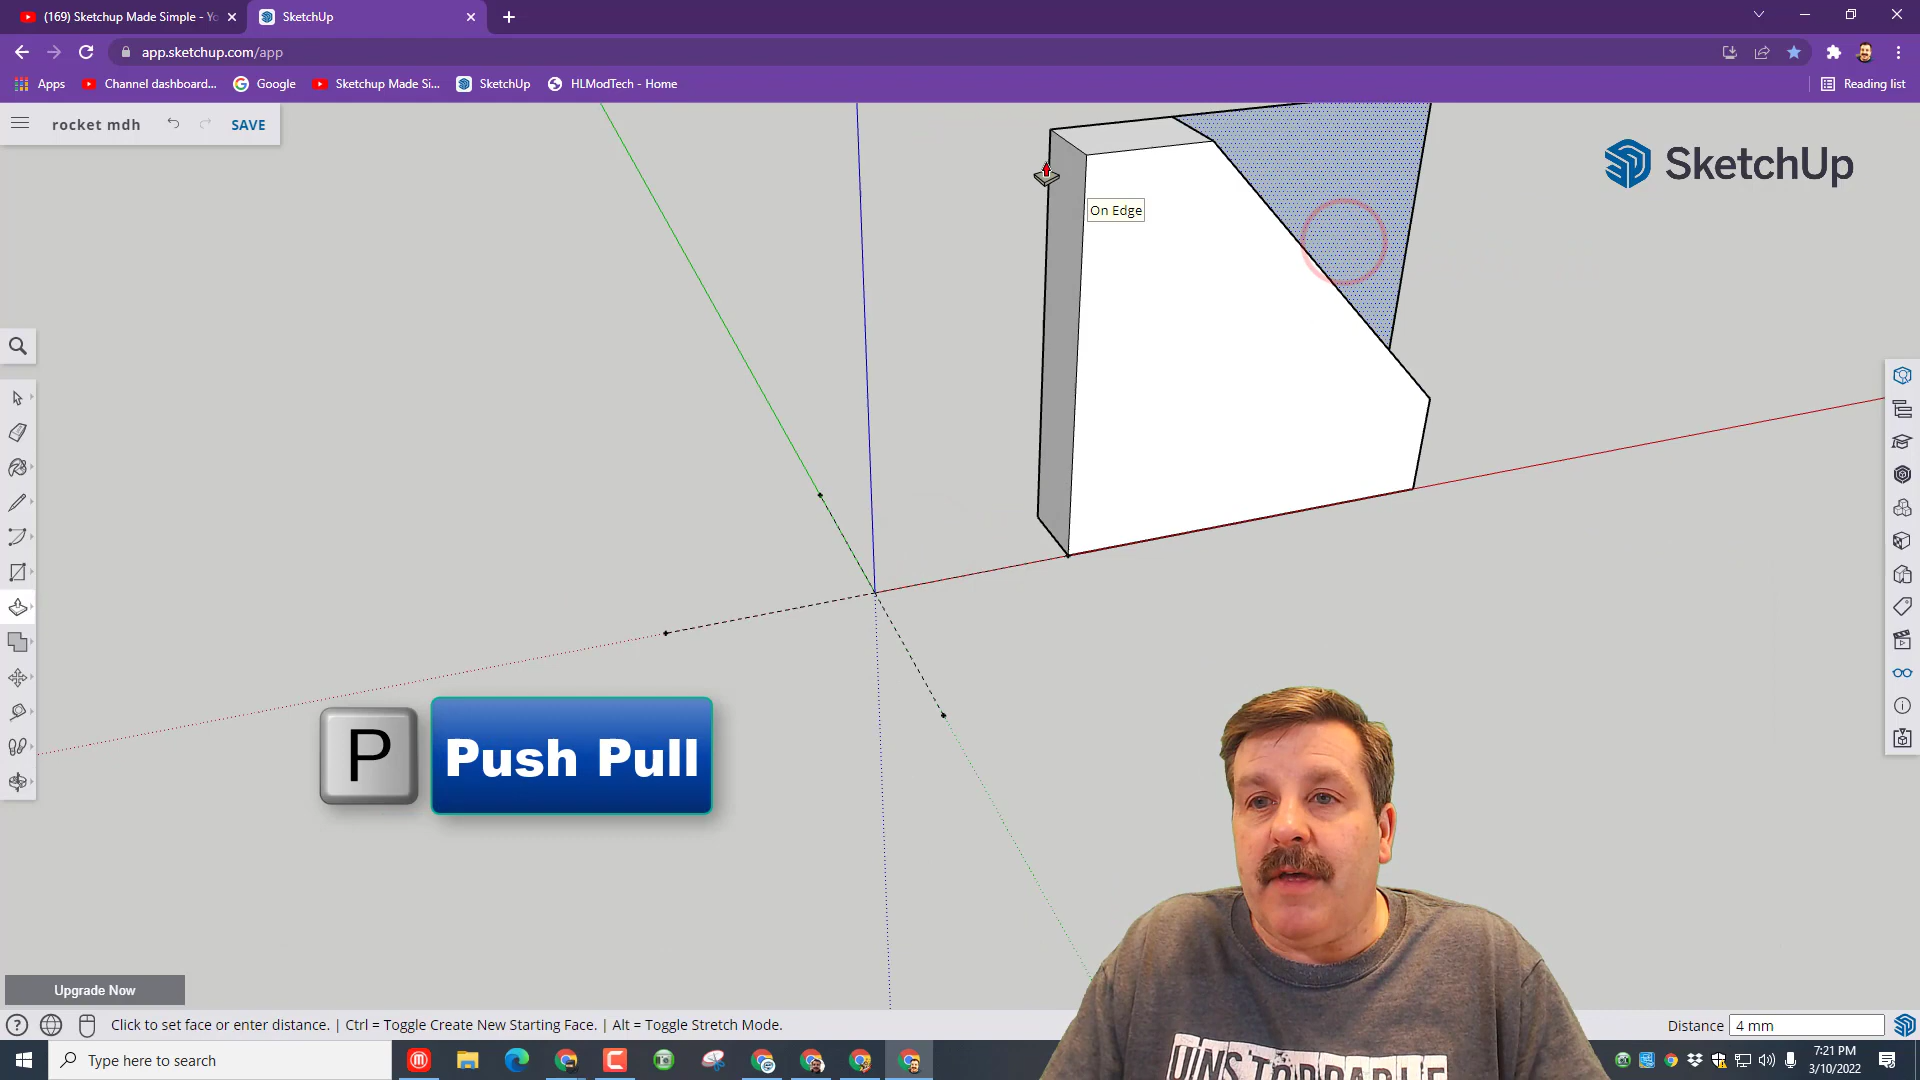 (169) Sketchup Made Simple - Yo
SketchUp
app.sketchup.com/app
Apps
Channel dashboard...
Google
Sketchup Made Si...
SketchUp
HLModTech - Home
Reading list
rocket mdh
SAVE
SketchUp
On Edge
P
Push Pull
Upgrade Now
Click to set face or enter distance. | Ctrl = Toggle Create New Starting Face. | Alt = Toggle Stretch Mode.
Distance
4 mm
UNSTOPPABLE
Type here to search
7:21 PM
3/10/2022